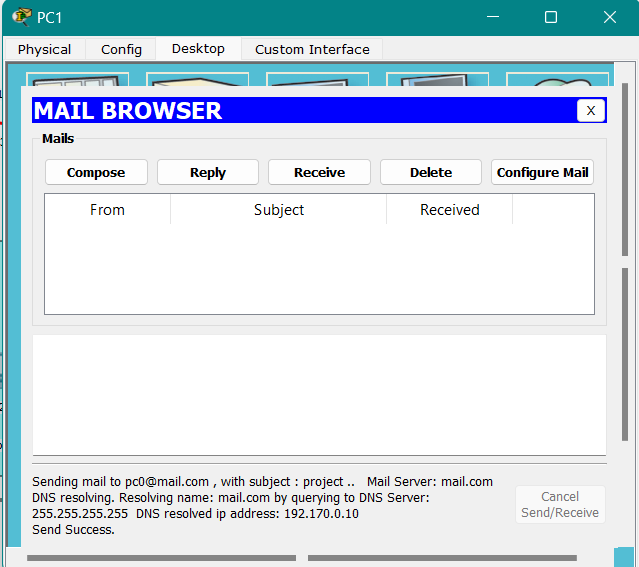 PC1
Physical Config Desktop Custom Interface
MAIL BROWSER X
Mails
Compose Reply Receive Delete Configure Mail
From Subject Received
Sending mail to pc0@mail.com , with subject : project .. Mail Server: mail.com
DNS resolving. Resolving name: mail.com by querying to DNS Server:
255.255.255.255 DNS resolved ip address: 192.170.0.10
Send Success.
Cancel
Send/Receive